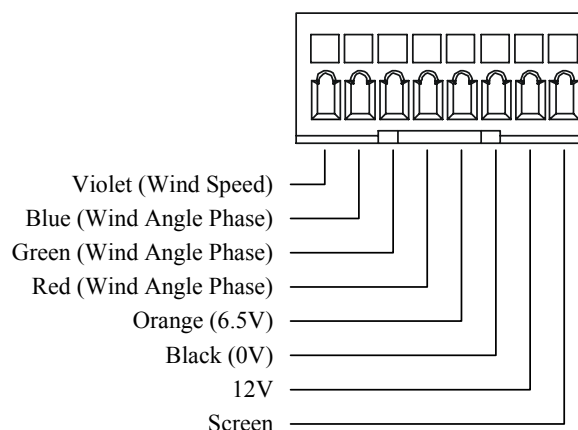 Violet (Wind Speed)
Blue (Wind Angle Phase)
Green (Wind Angle Phase)
Red (Wind Angle Phase)
Orange (6.5V)
Black (0V)
12V
Screen